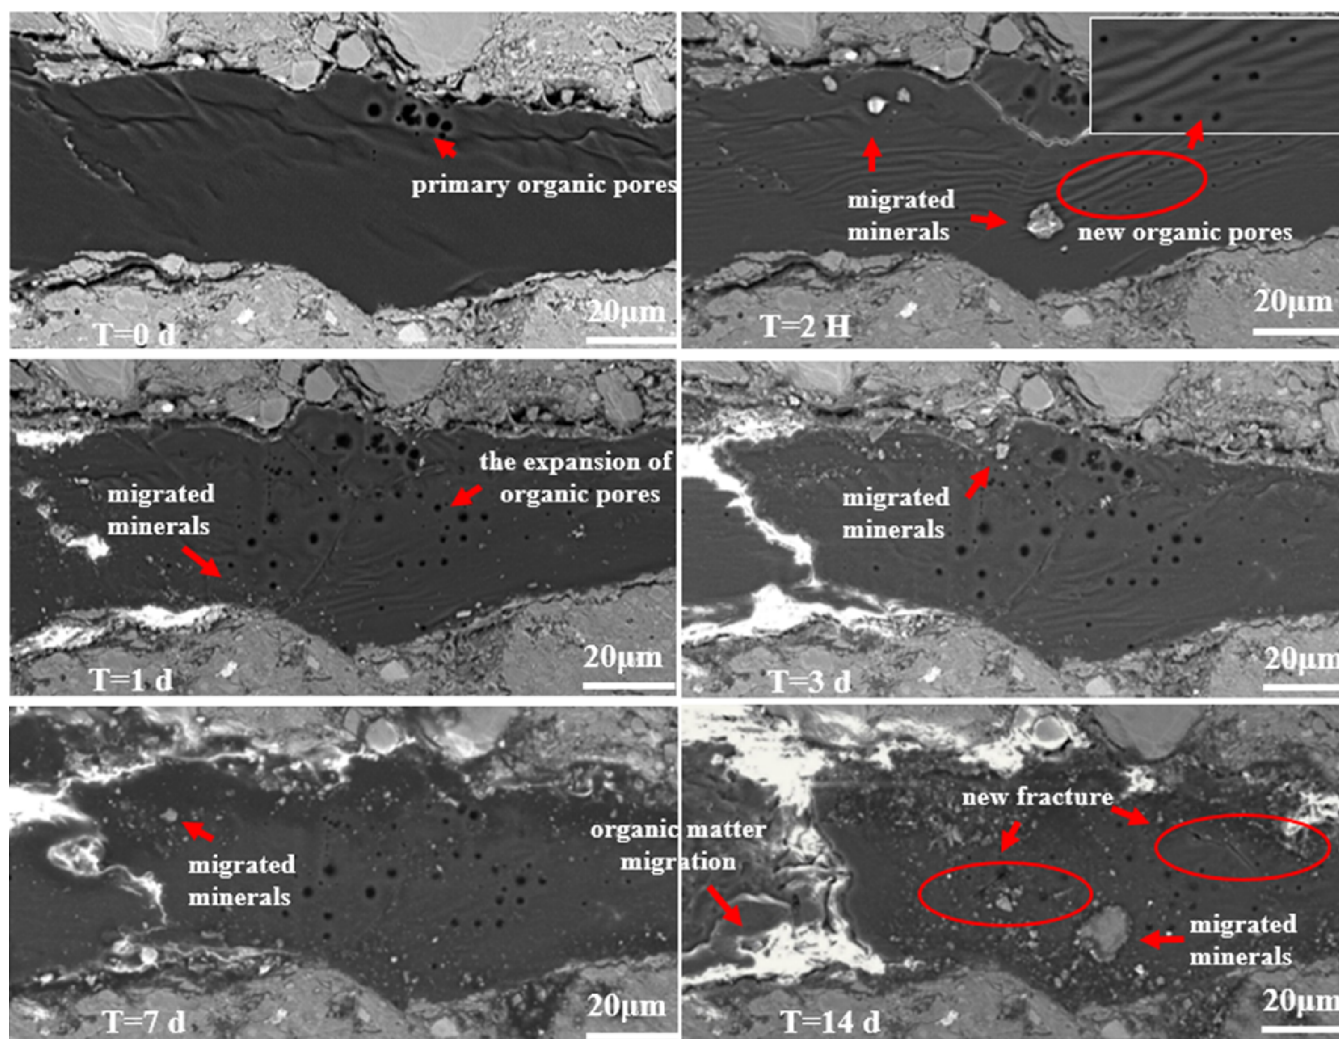 primary organic pores
20μm
T=0 d
migrated
minerals
new organic pores
20μm
T=2 H
the expansion of
organic pores
migrated
minerals
20μm
T=1 d
migrated
minerals
20μm
T=3 d
migrated
minerals
20μm
T=7 d
new fracture
organic matter
migration
migrated
minerals
20μm
T=14 d